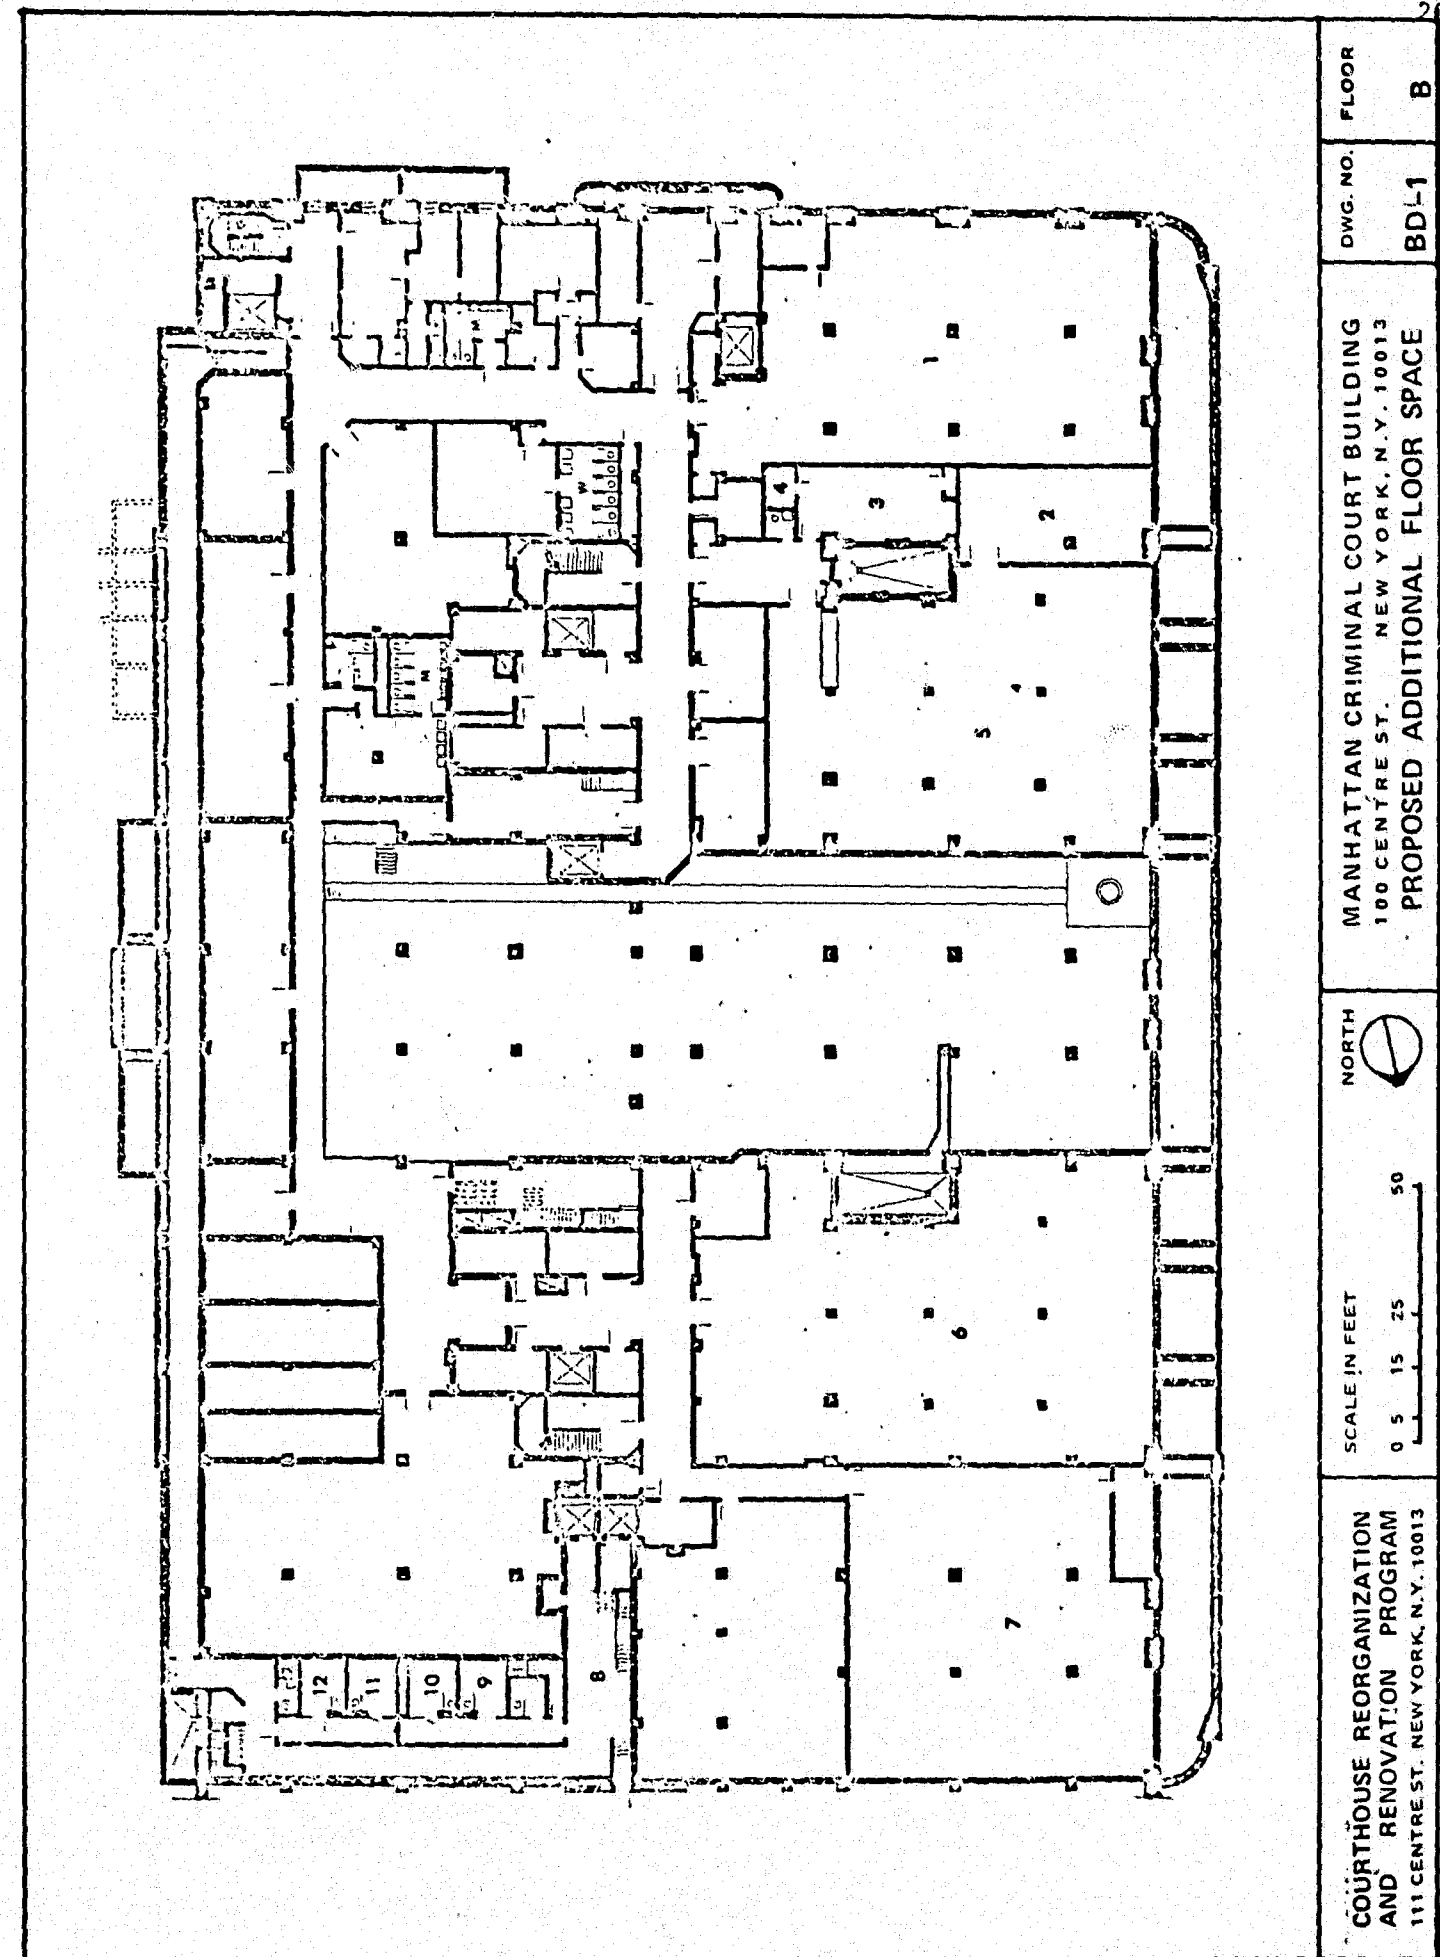 COURTHOUSE REORGANIZATION
AND RENOVATION PROGRAM
111 CENTRE ST. NEW YORK, N.Y. 10013
SCALE IN FEET
0 5 15 25 50
NORTH
MANHATTAN CRIMINAL COURT BUILDING
100 CENTRE ST. NEW YORK, N.Y. 10013
PROPOSED ADDITIONAL FLOOR SPACE
DWG. NO.
BD-1
FLOOR
B
1
2
3
4
4
5
6
7
8
9
10
11
12
M
W
M